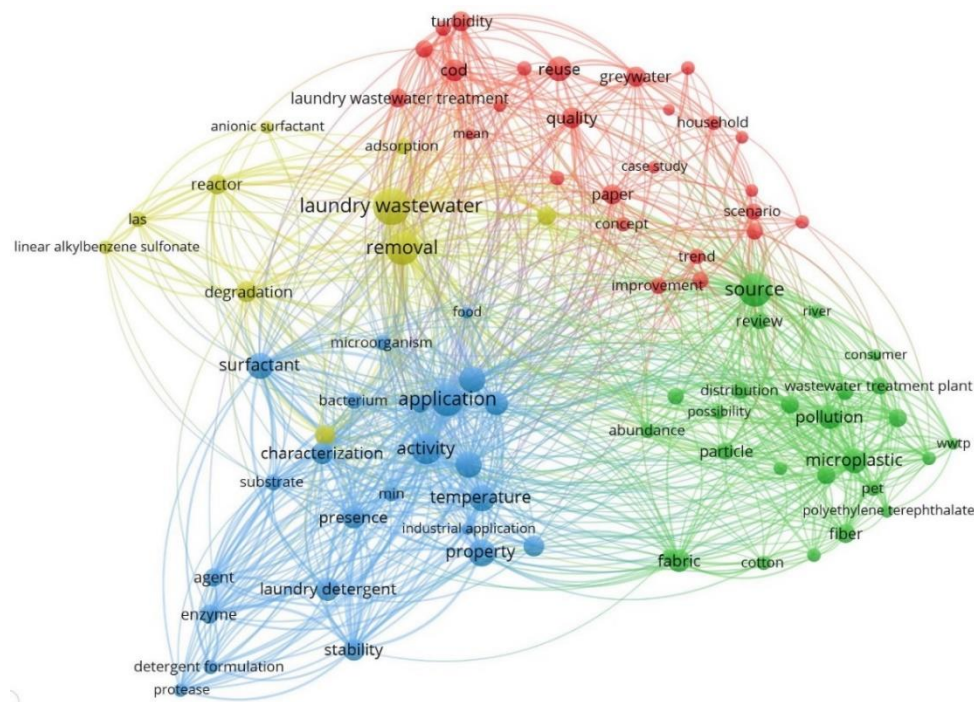 turbidity
cod
reuse
greywater
laundry wastewater treatment
quality
household
anionic surfactant
mean
adsorption
case study
reactor
paper
laundry wastewater
scenario
las
concept
linear alkylbenzene sulfonate
removal
trend
degradation
improvement
source
food
review
river
microorganism
consumer
surfactant
distribution
wastewater treatment plant
bacterium
application
possibility
pollution
abundance
characterization
activity
particle
wwtp
microplastic
substrate
min
temperature
pet
presence
industrial application
polyethylene terephthalate
fiber
property
fabric
cotton
agent
laundry detergent
enzyme
stability
detergent formulation
protease